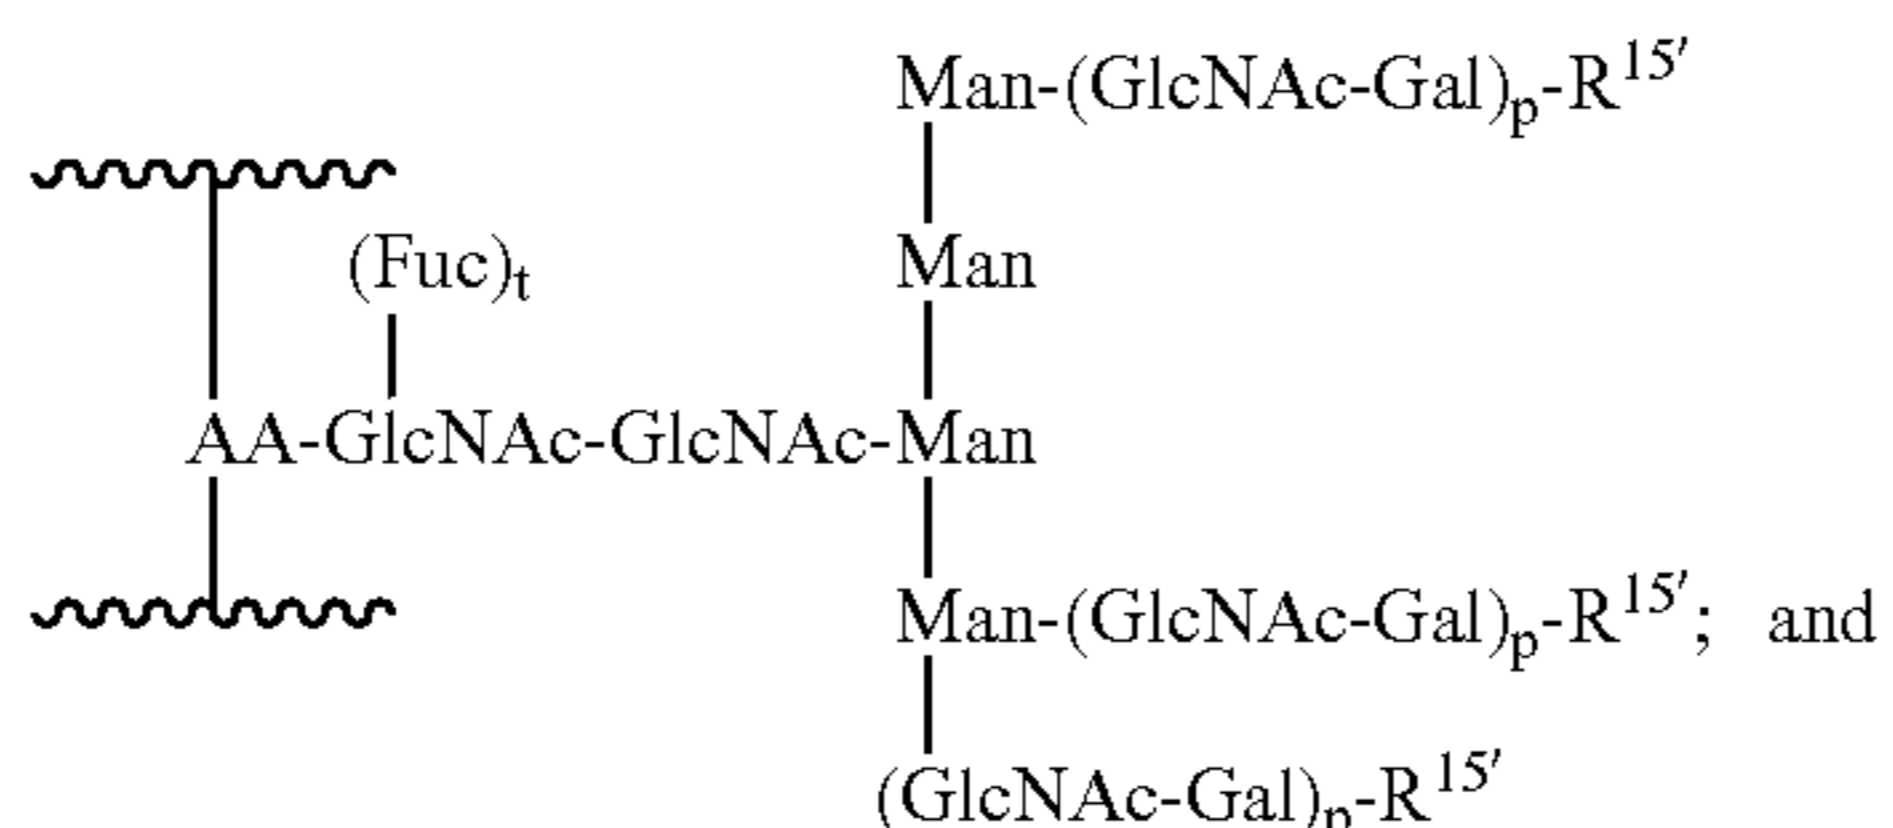 Man-(GlcNAc-Gal)p-R15′
(Fuc)t
Man
AA-GlcNAc-GlcNAc-Man
Man-(GlcNAc-Gal)p-R15′; and
(GlcNAc-Gal)p-R15′